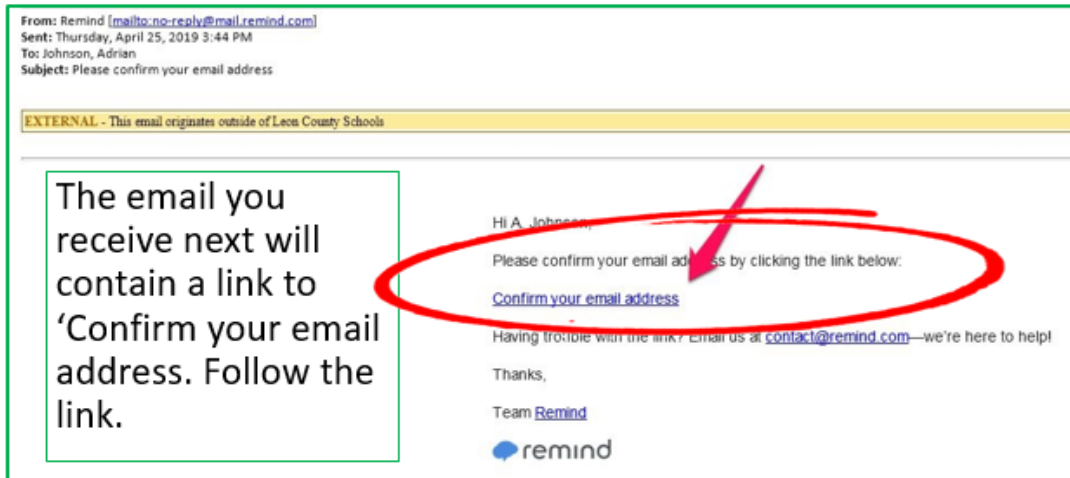 From: Remind [mailto:no-reply@mail.remind.com]
Sent: Thursday, April 25, 2019 3:44 PM
To: Johnson, Adrian
Subject: Please confirm your email address
EXTERNAL - This email originates outside of Leon County Schools
The email you
receive next will
contain a link to
‘Confirm your email
address. Follow the
link.
Hi A. Johnson,
Please confirm your email address by clicking the link below:
Confirm your email address
Having trouble with the link? Email us at contact@remind.com—we're here to help!
Thanks,
Team Remind
remind